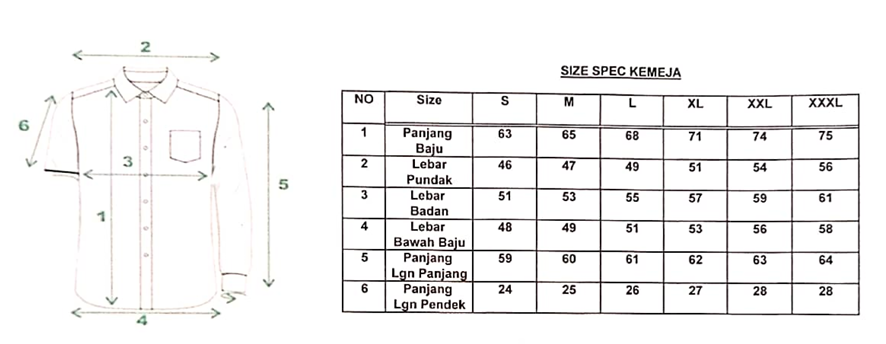 2
6
3
1
5
4
SIZE SPEC KEMEJA
NO Size S M L XL XXL XXXL
1 Panjang Baju 63 65 68 71 74 75
2 Lebar Pundak 46 47 49 51 54 56
3 Lebar Badan 51 53 55 57 59 61
4 Lebar Bawah Baju 48 49 51 53 56 58
5 Panjang Lgn Panjang 59 60 61 62 63 64
6 Panjang Lgn Pendek 24 25 26 27 28 28